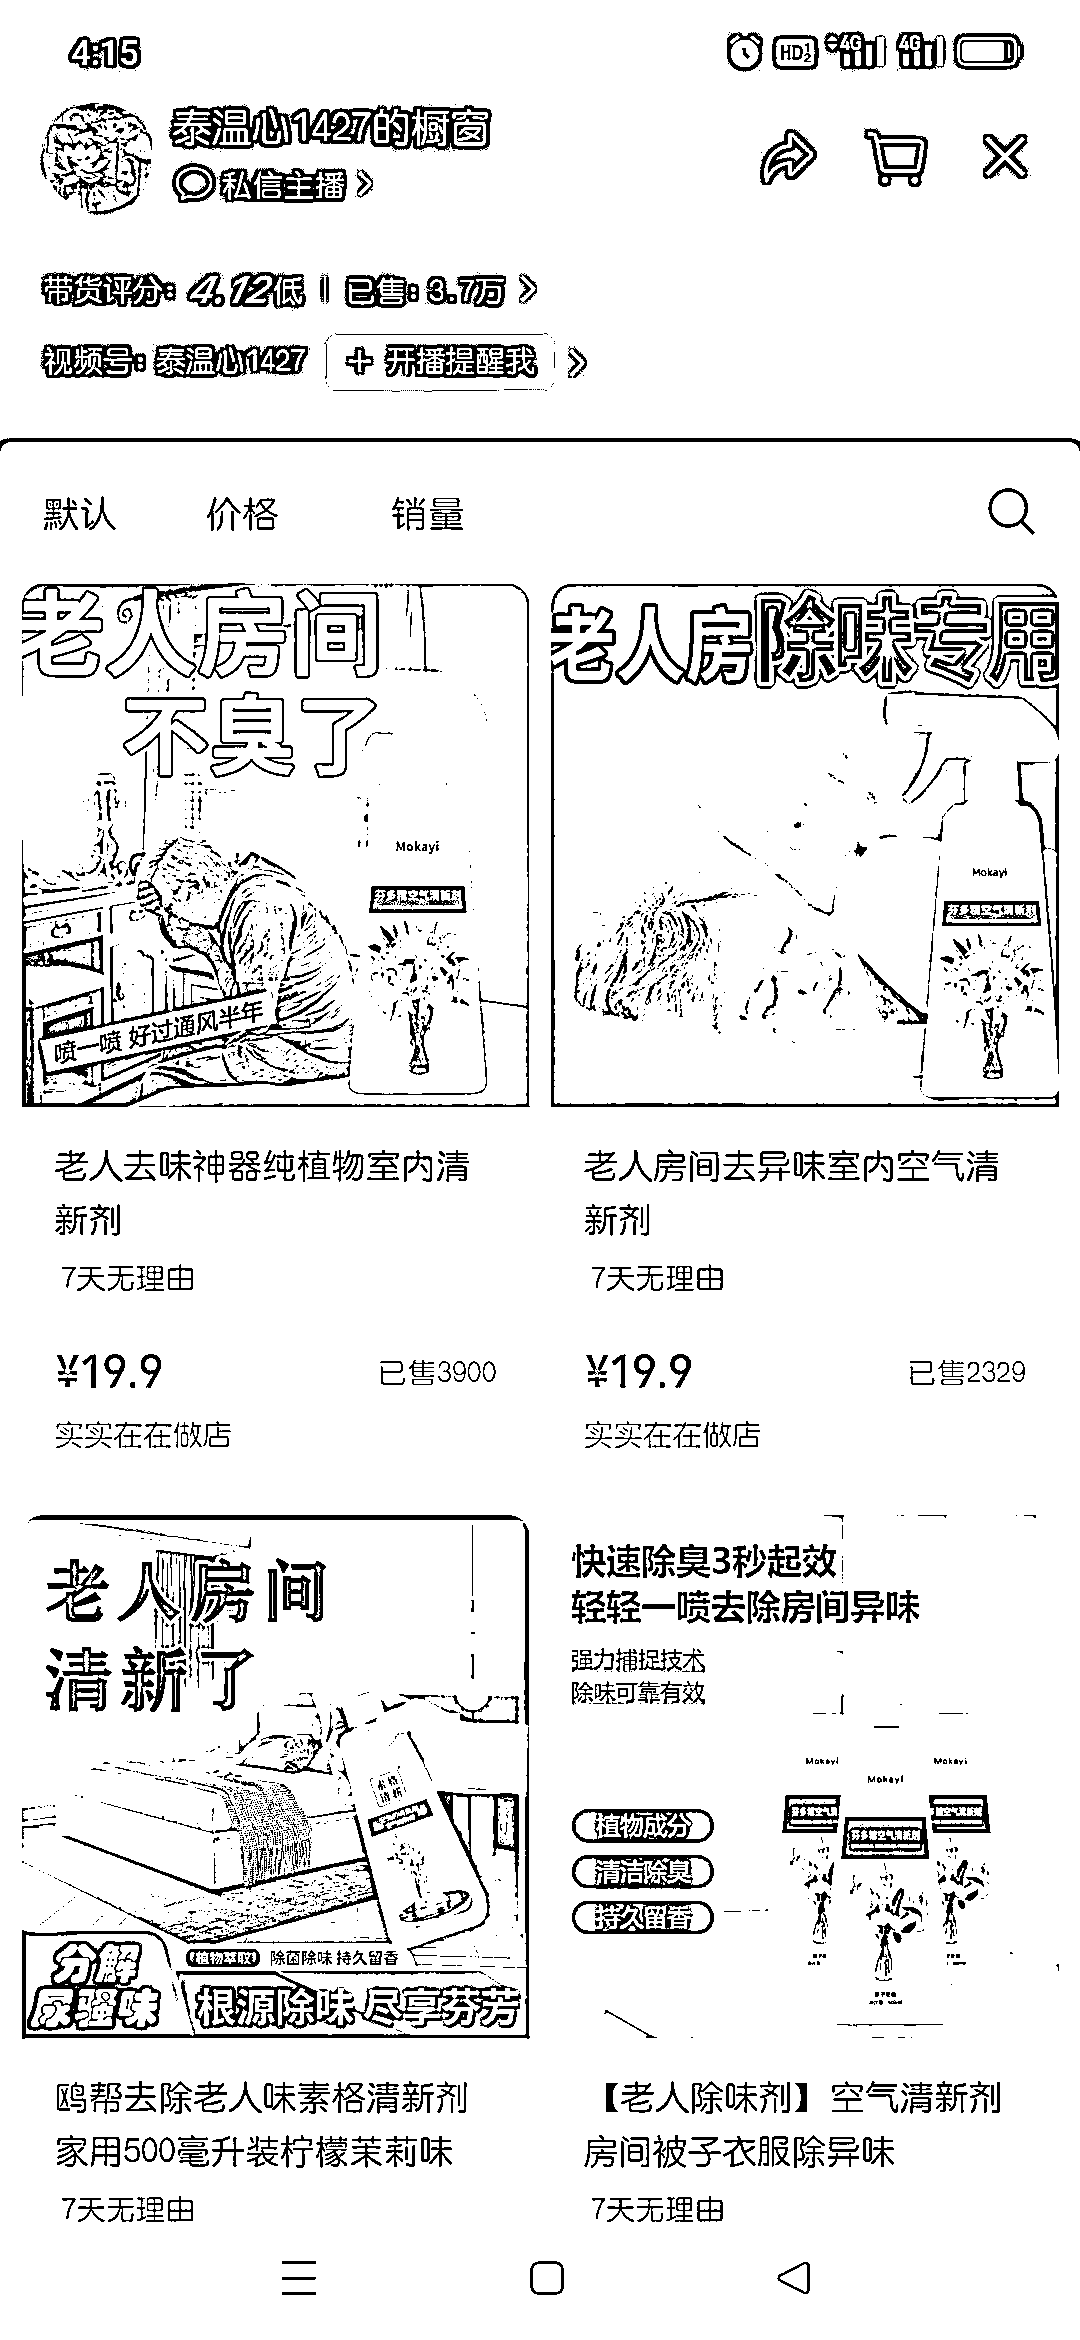 4:15
HD 4G 4G
泰温心1427的橱窗
私信主播
带货评分: 4.12低 | 已售: 3.7万
视频号: 泰温心1427 + 开播提醒我
默认 价格 销量
老人房间
不臭了
Mokayi
喷一喷 好过通风半年
老人房除味专用
Mokayi
老人去味神器纯植物室内清
新剂
7天无理由
¥19.9 已售3900
实实在在做店
老人房间去异味室内空气清
新剂
7天无理由
¥19.9 已售2329
实实在在做店
老人房间
清新了
植物萃取 除菌除味 持久留香
分解
尿骚味
根源除味 尽享芬芳
快速除臭3秒起效
轻轻一喷去除房间异味
强力捕捉技术
除味可靠有效
Mokayi Mokayi Mokayi
植物成分
清洁除臭
持久留香
鸥帮去除老人味素格清新剂
家用500毫升装柠檬茉莉味
7天无理由
【老人除味剂】空气清新剂
房间被子衣服除异味
7天无理由